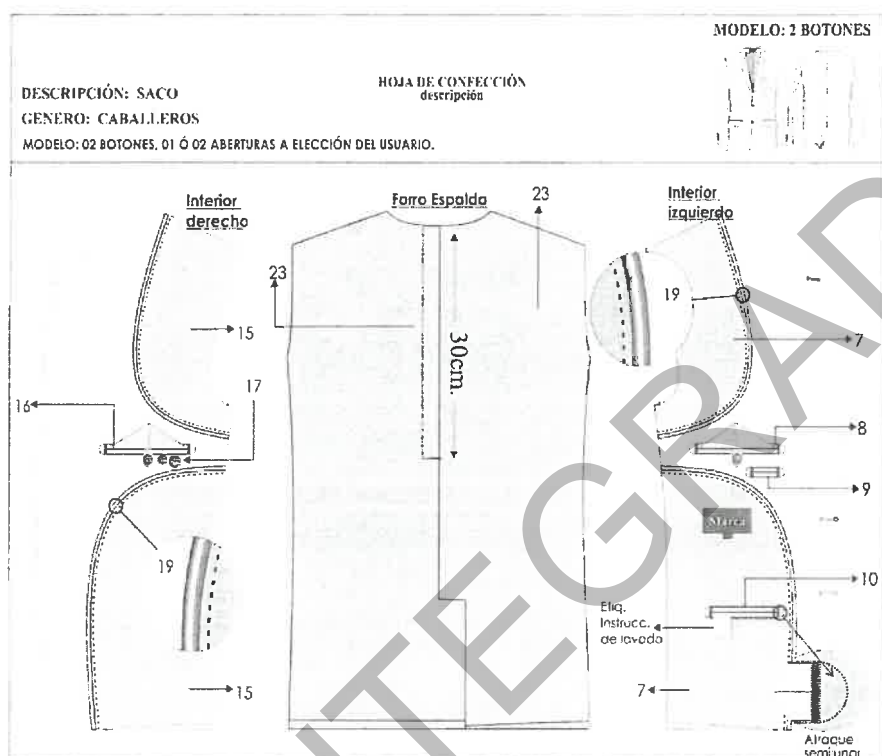 MODELO: 2 BOTONES
HOJA DE CONFECCIÓN
descripción
DESCRIPCIÓN: SACO
GENERO: CABALLEROS
MODELO: 02 BOTONES, 01 Ó 02 ABERTURAS A ELECCIÓN DEL USUARIO.
Interior
derecho
Forro Espalda
23
Interior
izquierdo
23
19
15
7
30cm.
17
16
8
9
Marca
19
10
Etiq.
Instrucc.
de lavado
15
7
Atraque
semilunar
INTEGRAD